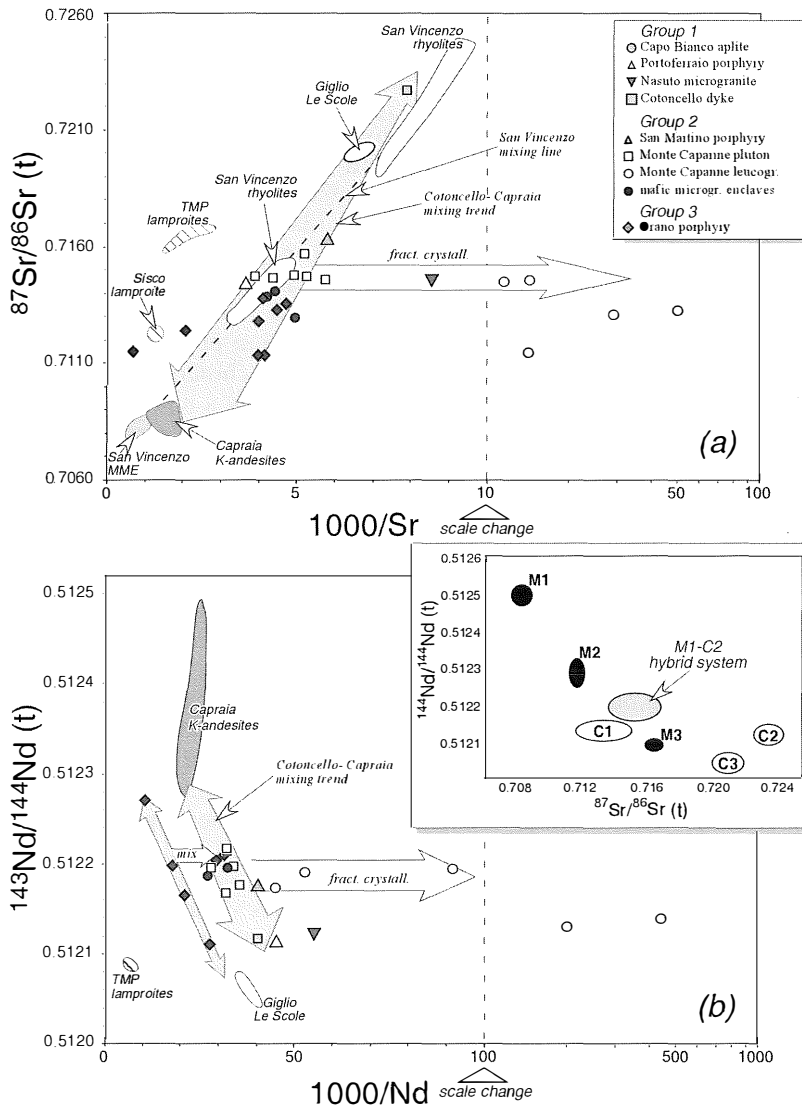 0.7260
0.7210
0.7160
0.7110
0.7060
87Sr/86Sr (t)
San Vincenzo
rhyolites
Giglio
Le Scole
San Vincenzo
mixing line
San Vincenzo
rhyolites
Cotoncello- Capraia
mixing trend
TMP
lamproites
Sisco
lamproite
fract. crystall.
San Vincenzo
MME
Capraia
K-andesites
(a)
Group 1
Capo Bianco aplite
Portoferraio porphyry
Nasuto microgranite
Cotoncello dyke
Group 2
San Martino porphyry
Monte Capanne pluton
Monte Capanne leucogr.
mafic microgr. enclaves
Group 3
rano porphyry
0 5 10 50 100
1000/Sr
scale change
0.5125
0.5124
0.5123
0.5122
0.5121
0.5120
143Nd/144Nd (t)
Capraia
K-andesites
Cotoncello- Capraia
mixing trend
mix
fract. crystall.
TMP
lamproites
Giglio
Le Scole
(b)
0.5126
0.5125
0.5124
0.5123
0.5122
0.5121
144Nd/144Nd (t)
M1
M2
M1-C2
hybrid system
C1
M3
C2
C3
0.708 0.712 0.716 0.720 0.724
87Sr/86Sr (t)
0 50 100 500 1000
1000/Nd
scale change